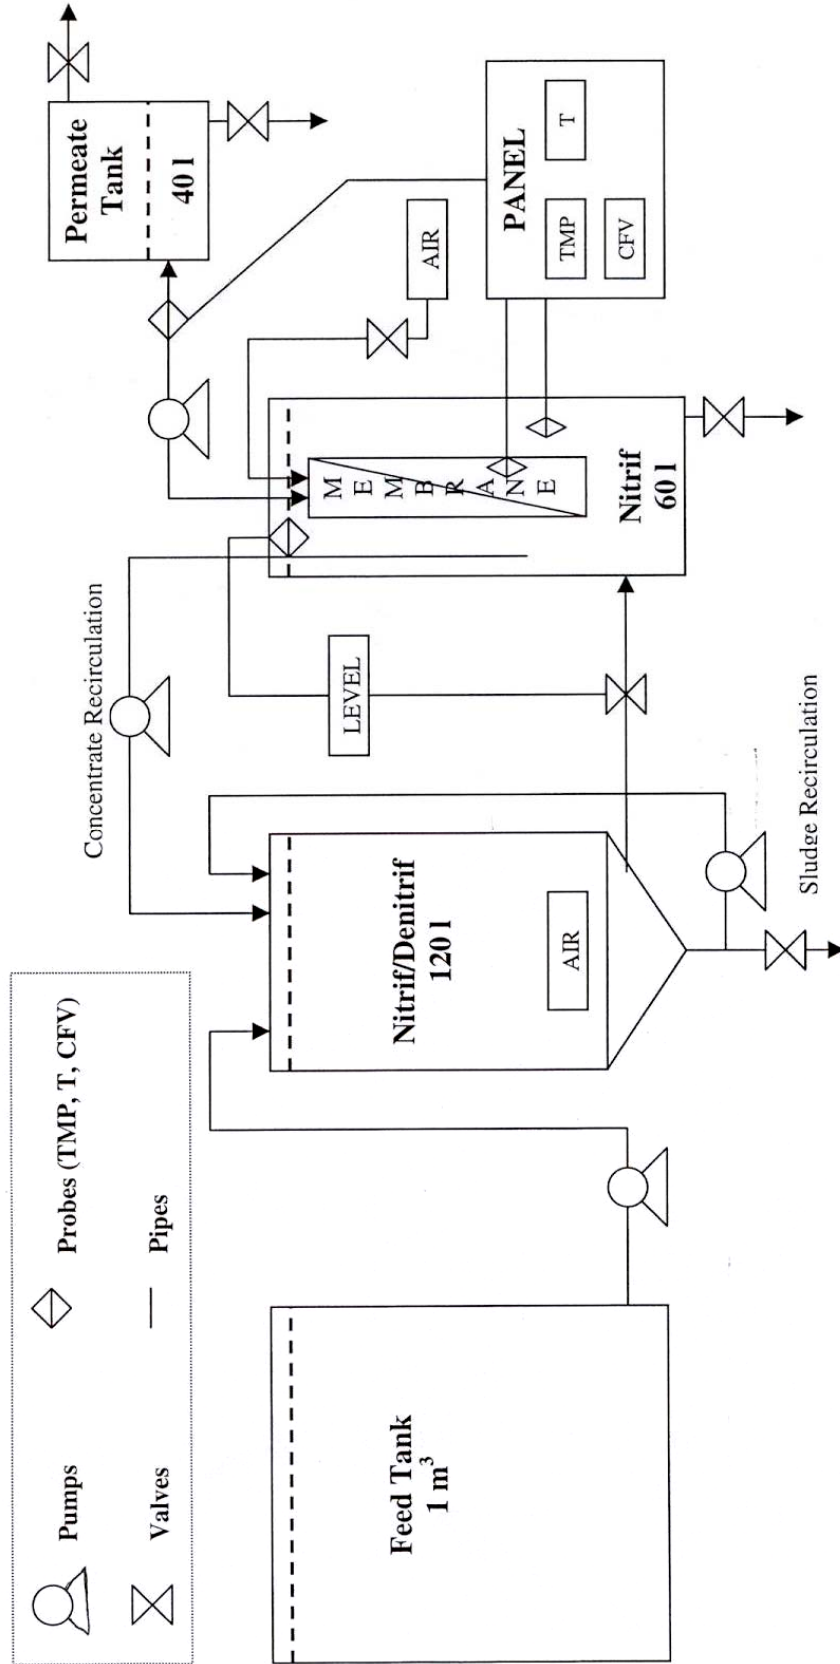 Pumps
Probes (TMP, T, CFV)
Valves
Pipes
Feed Tank
1 m³
Nitrif/Denitrif
120 l
AIR
Concentrate Recirculation
Sludge Recirculation
LEVEL
MEMBRANE
Nitrif
60 l
AIR
Permeate
Tank
40 l
PANEL
TMP
T
CFV